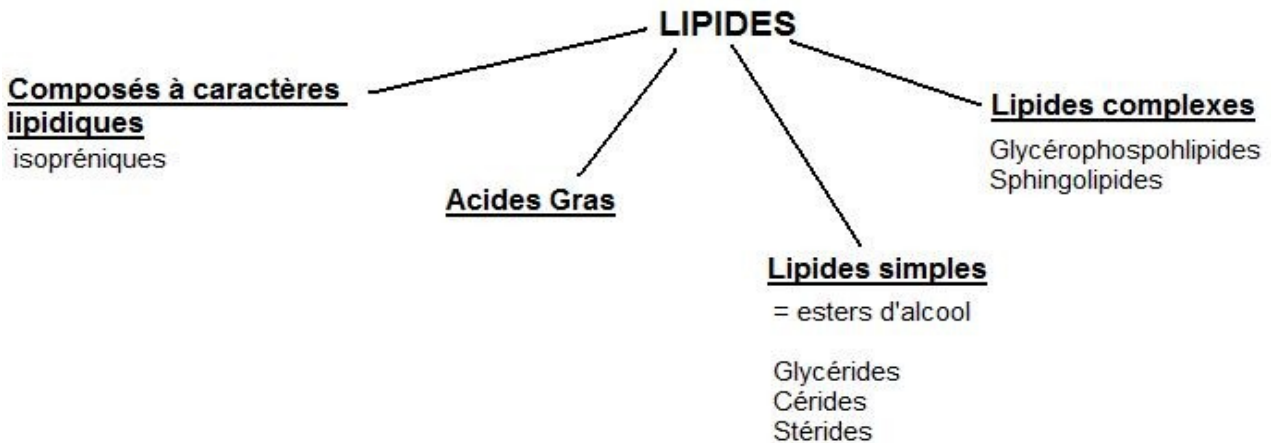 LIPIDES
Composés à caractères
lipidiques
isopréniques
Acides Gras
Lipides simples
= esters d'alcool
Glycérides
Cérides
Stérides
Lipides complexes
Glycérophospohlipides
Sphingolipides